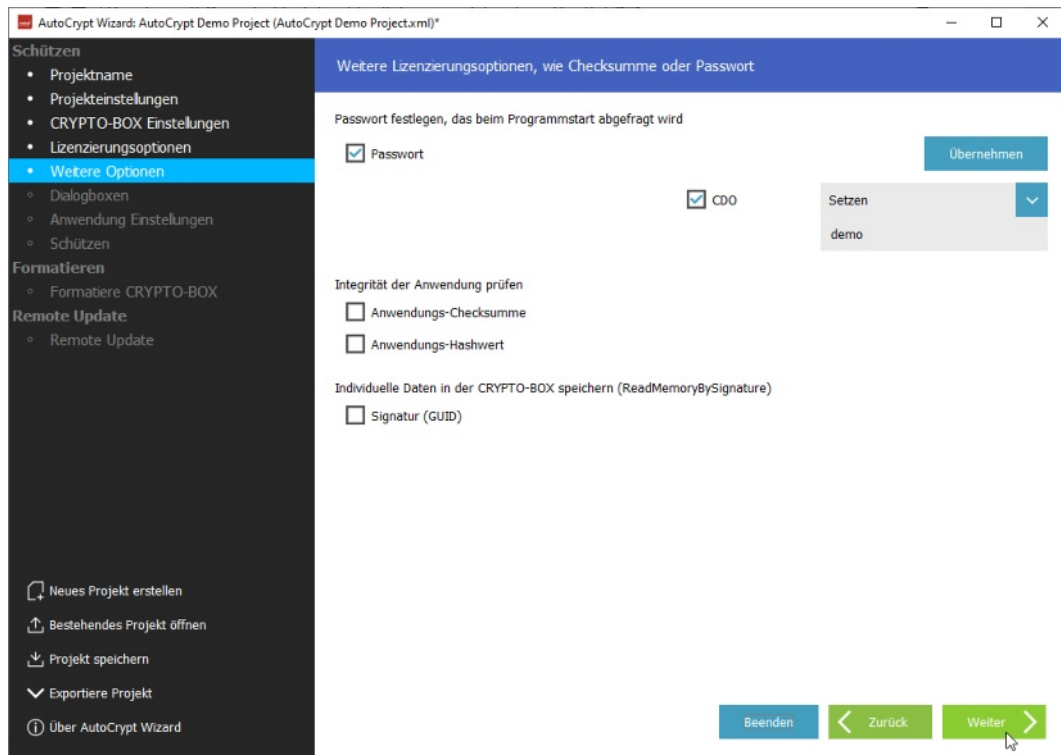 AutoCrypt Wizard: AutoCrypt Demo Project (AutoCrypt Demo Project.xml)*
Schützen
Projektname
Projekteinstellungen
CRYPTO-BOX Einstellungen
Lizenzierungsoptionen
Weitere Optionen
Dialogboxen
Anwendung Einstellungen
Schützen
Formatieren
Formatiere CRYPTO-BOX
Remote Update
Remote Update
Neues Projekt erstellen
Bestehendes Projekt öffnen
Projekt speichern
Exportiere Projekt
Über AutoCrypt Wizard
Weitere Lizenzierungsoptionen, wie Checksumme oder Passwort
Passwort festlegen, das beim Programmstart abgefragt wird
Passwort
Übernehmen
CDO
Setzen
demo
Integrität der Anwendung prüfen
Anwendungs-Checksumme
Anwendungs-Hashwert
Individuelle Daten in der CRYPTO-BOX speichern (ReadMemoryBySignature)
Signatur (GUID)
Beenden
Zurück
Weiter